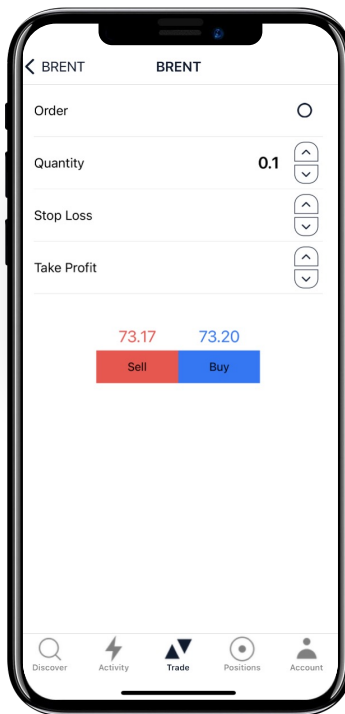 BRENT BRENT
Order
Quantity 0.1
Stop Loss
Take Profit
73.17 73.20
Sell Buy
Discover Activity Trade Positions Account